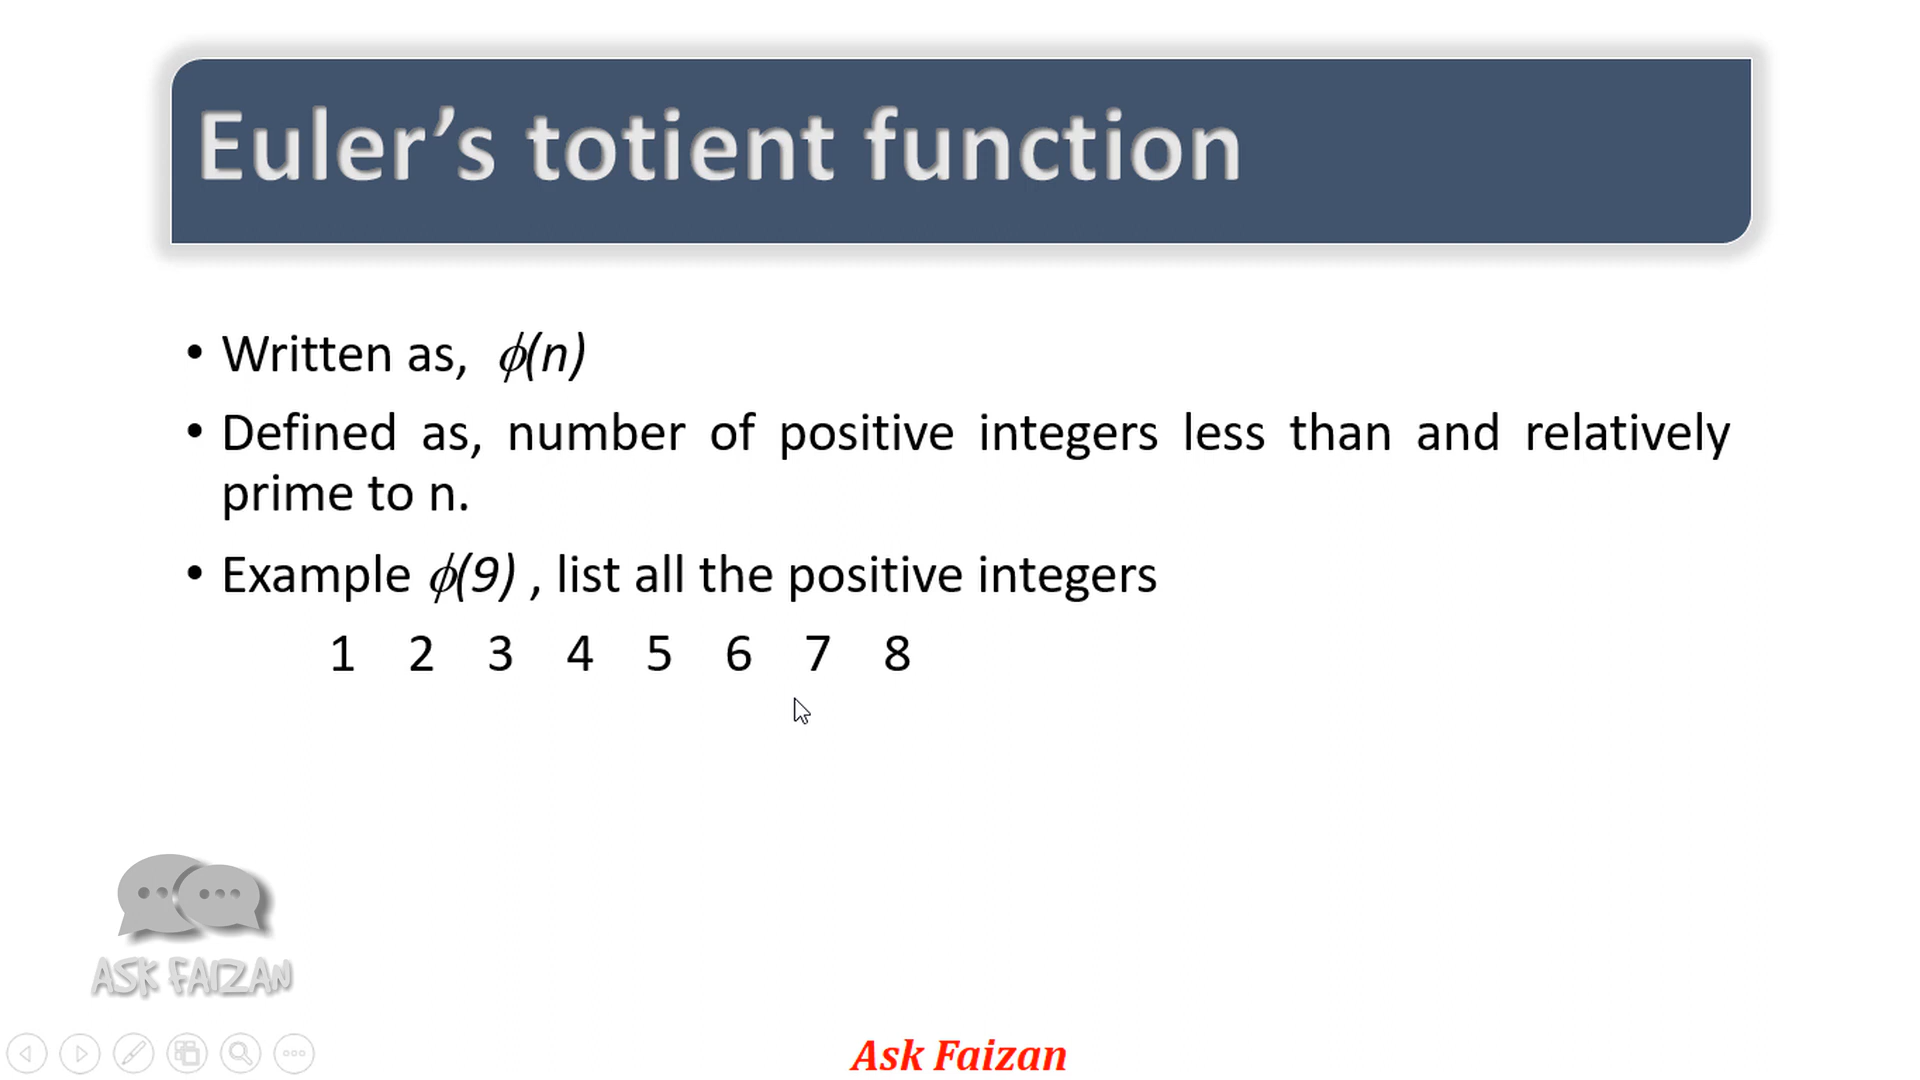 Euler’s totient function
• Written as, ϕ(n)
• Defined as, number of positive integers less than and relatively
prime to n.
• Example ϕ(9) , list all the positive integers
1 2 3 4 5 6 7 8
ASK FAIZAN
Ask Faizan